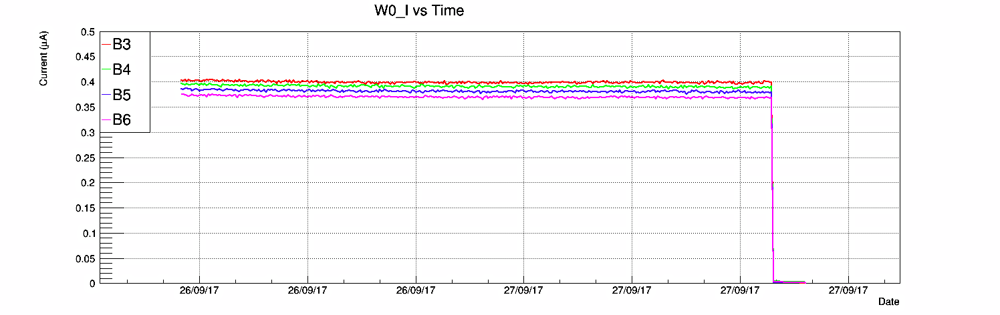 W0_I vs Time
Current (μA)
0.5
0.45
0.4
0.35
0.3
0.25
0.2
0.15
0.1
0.05
0
B3
B4
B5
B6
26/09/17 26/09/17 26/09/17 27/09/17 27/09/17 27/09/17 27/09/17
Date